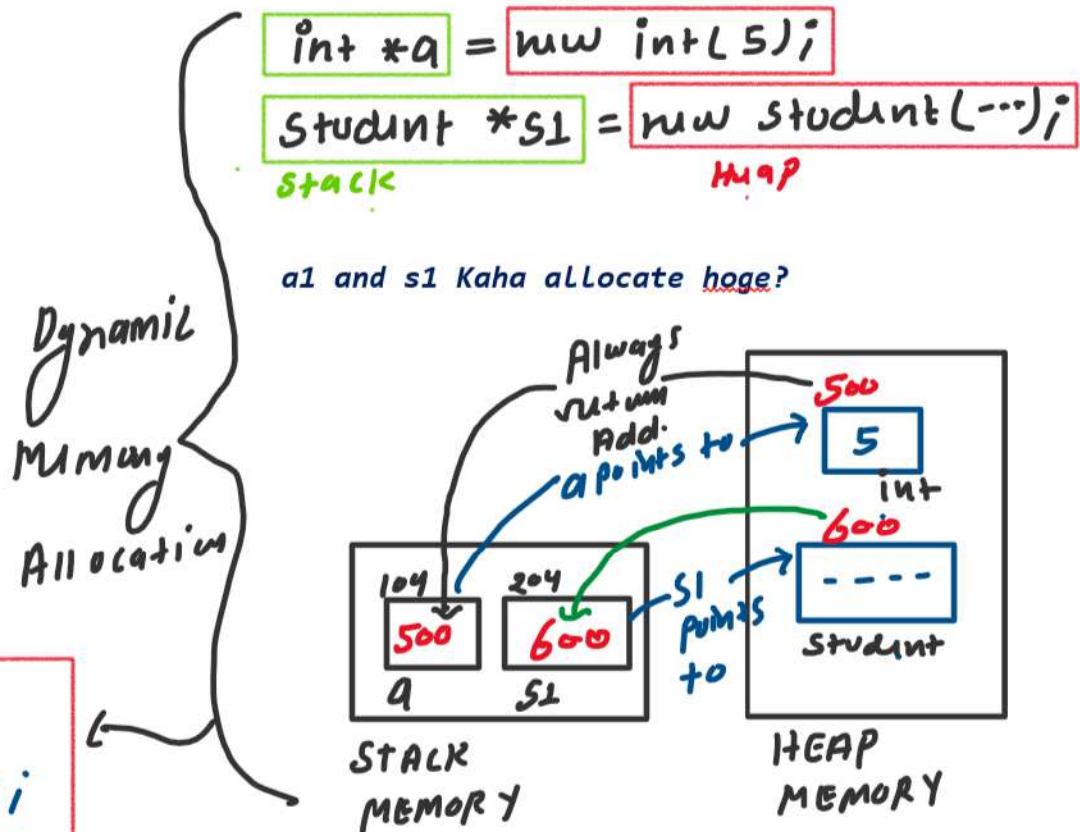 int *a = new int(5);
student *s1 = new student(---);
stack
Heap
a1 and s1 Kaha allocate hoge?
Dynamic
Memory
Allocation
Always
return
Add.
a points to
500
5
int
600
----
student
s1
points
to
104
500
a
204
600
S1
STACK
MEMORY
HEAP
MEMORY
;